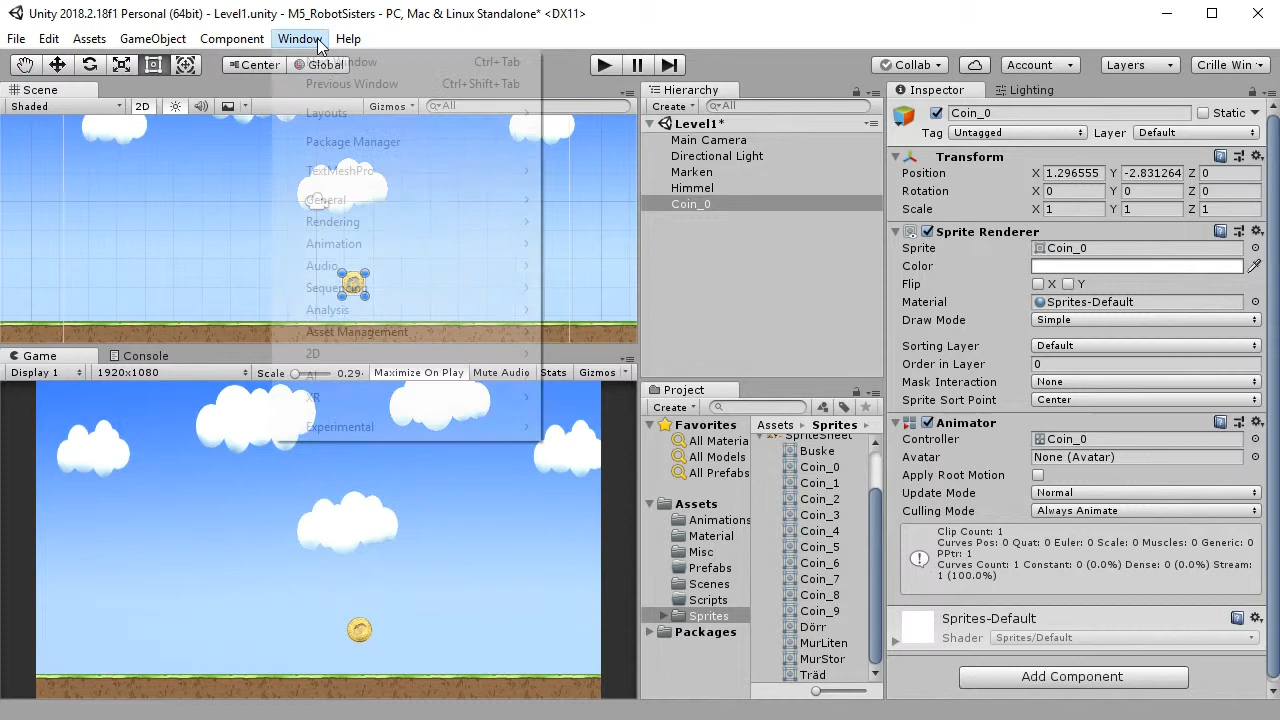 Unity 2018.2.18f1 Personal (64bit) - Level1.unity - M5_RobotSisters - PC, Mac & Linux Standalone* <DX11>
File Edit Assets GameObject Component Window Help
Center Global Collab Account Layers Crille Win
Scene
Shaded 2D Gizmos All
Window Ctrl+Tab
Previous Window Ctrl+Shift+Tab
Layouts
Package Manager
TextMeshPro
General
Rendering
Animation
Audio
Sequencing
Analysis
Asset Management
2D
AI
XR
Experimental
Game Console
Display 1 1920x1080 Scale 0.29 Maximize On Play Mute Audio Stats Gizmos
Hierarchy
Create All
Level1*
Main Camera
Directional Light
Marken
Himmel
Coin_0
Project
Create
Favorites
All Materia
All Models
All Prefabs
Assets
Animations
Material
Misc
Prefabs
Scenes
Scripts
Sprites
Packages
Assets Sprites
SpriteSheet
Buske
Coin_0
Coin_1
Coin_2
Coin_3
Coin_4
Coin_5
Coin_6
Coin_7
Coin_8
Coin_9
Dörr
MurLiten
MurStor
Träd
Inspector Lighting
Coin_0 Static
Tag Untagged Layer Default
Transform
Position X 1.296555 Y -2.831264 Z 0
Rotation X 0 Y 0 Z 0
Scale X 1 Y 1 Z 1
Sprite Renderer
Sprite Coin_0
Color
Flip X Y
Material Sprites-Default
Draw Mode Simple
Sorting Layer Default
Order in Layer 0
Mask Interaction None
Sprite Sort Point Center
Animator
Controller Coin_0
Avatar None (Avatar)
Apply Root Motion
Update Mode Normal
Culling Mode Always Animate
Clip Count: 1
Curves Pos: 0 Quat: 0 Euler: 0 Scale: 0 Muscles: 0 Generic: 0
PPtr: 1
Curves Count: 1 Constant: 0 (0.0%) Dense: 0 (0.0%) Stream:
1 (100.0%)
Sprites-Default
Shader Sprites/Default
Add Component